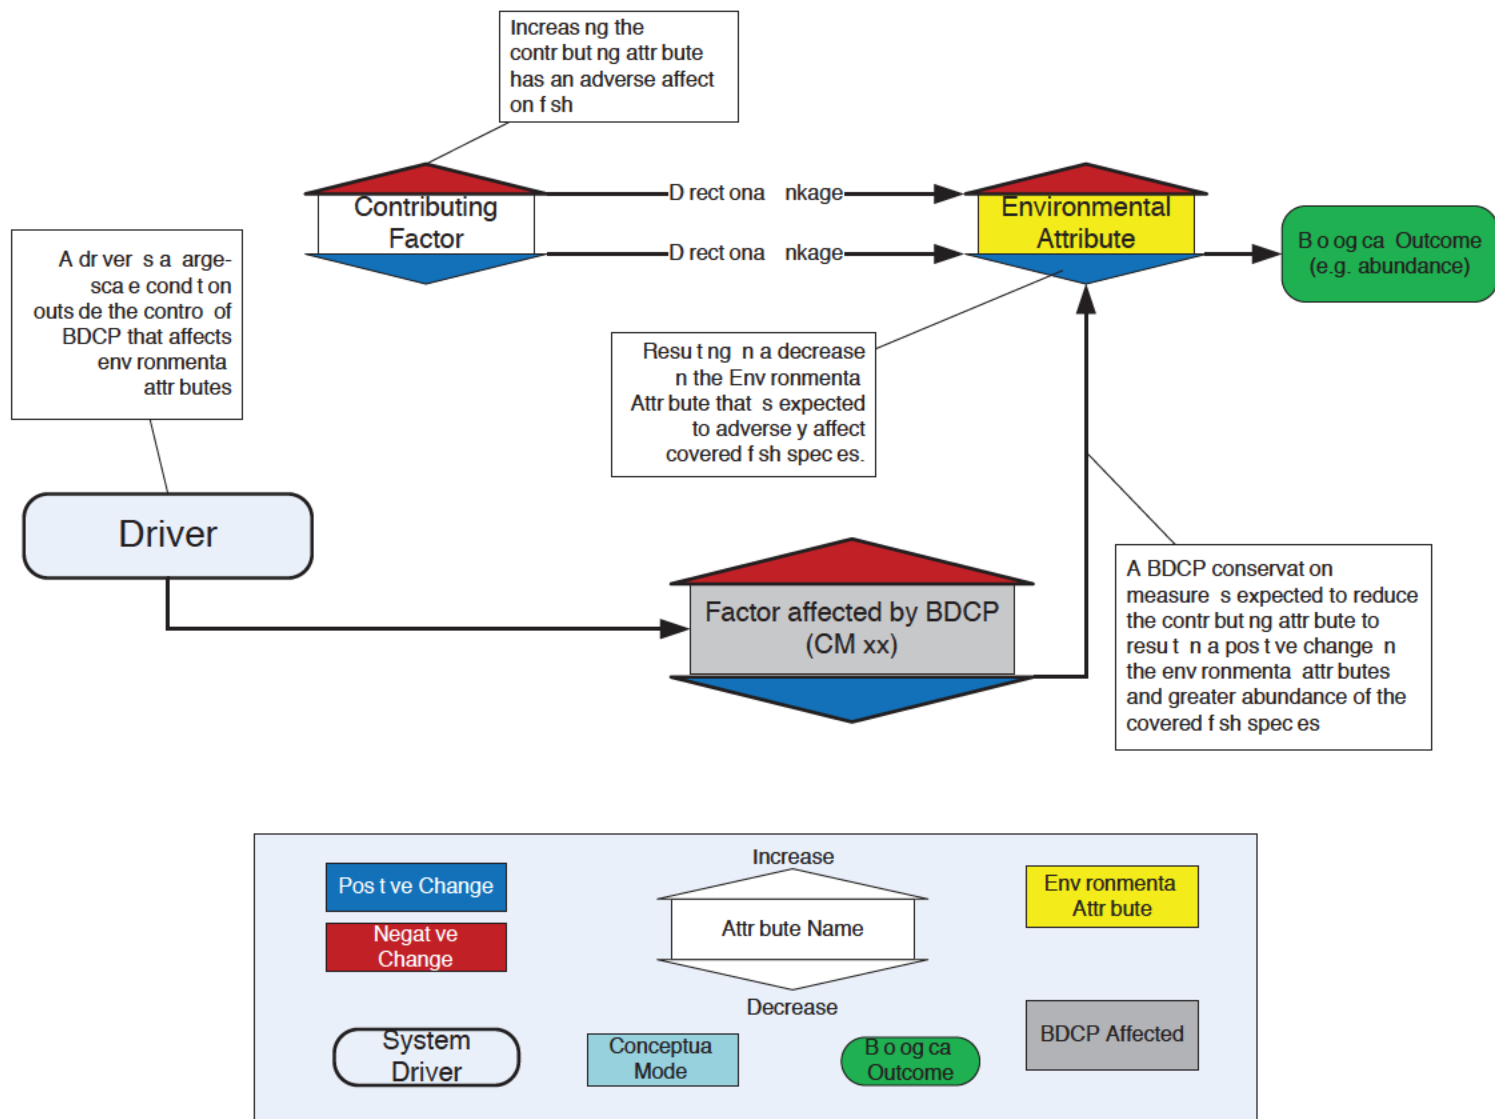 Increas ng the
contr but ng attr bute
has an adverse affect
on f sh
Contributing
Factor
D rect ona nkage
D rect ona nkage
Environmental
Attribute
B o og ca Outcome
(e.g. abundance)
A dr ver s a arge-
sca e cond t on
outs de the contro of
BDCP that affects
env ronmenta
attr butes
Resu t ng n a decrease
n the Env ronmenta
Attr bute that s expected
to adverse y affect
covered f sh spec es.
Driver
Factor affected by BDCP
(CM xx)
A BDCP conservat on
measure s expected to reduce
the contr but ng attr bute to
resu t n a pos t ve change n
the env ronmenta attr butes
and greater abundance of the
covered f sh spec es
Pos t ve Change
Negat ve
Change
Increase
Attr bute Name
Decrease
Env ronmenta
Attr bute
System
Driver
Conceptua
Mode
B o og ca
Outcome
BDCP Affected